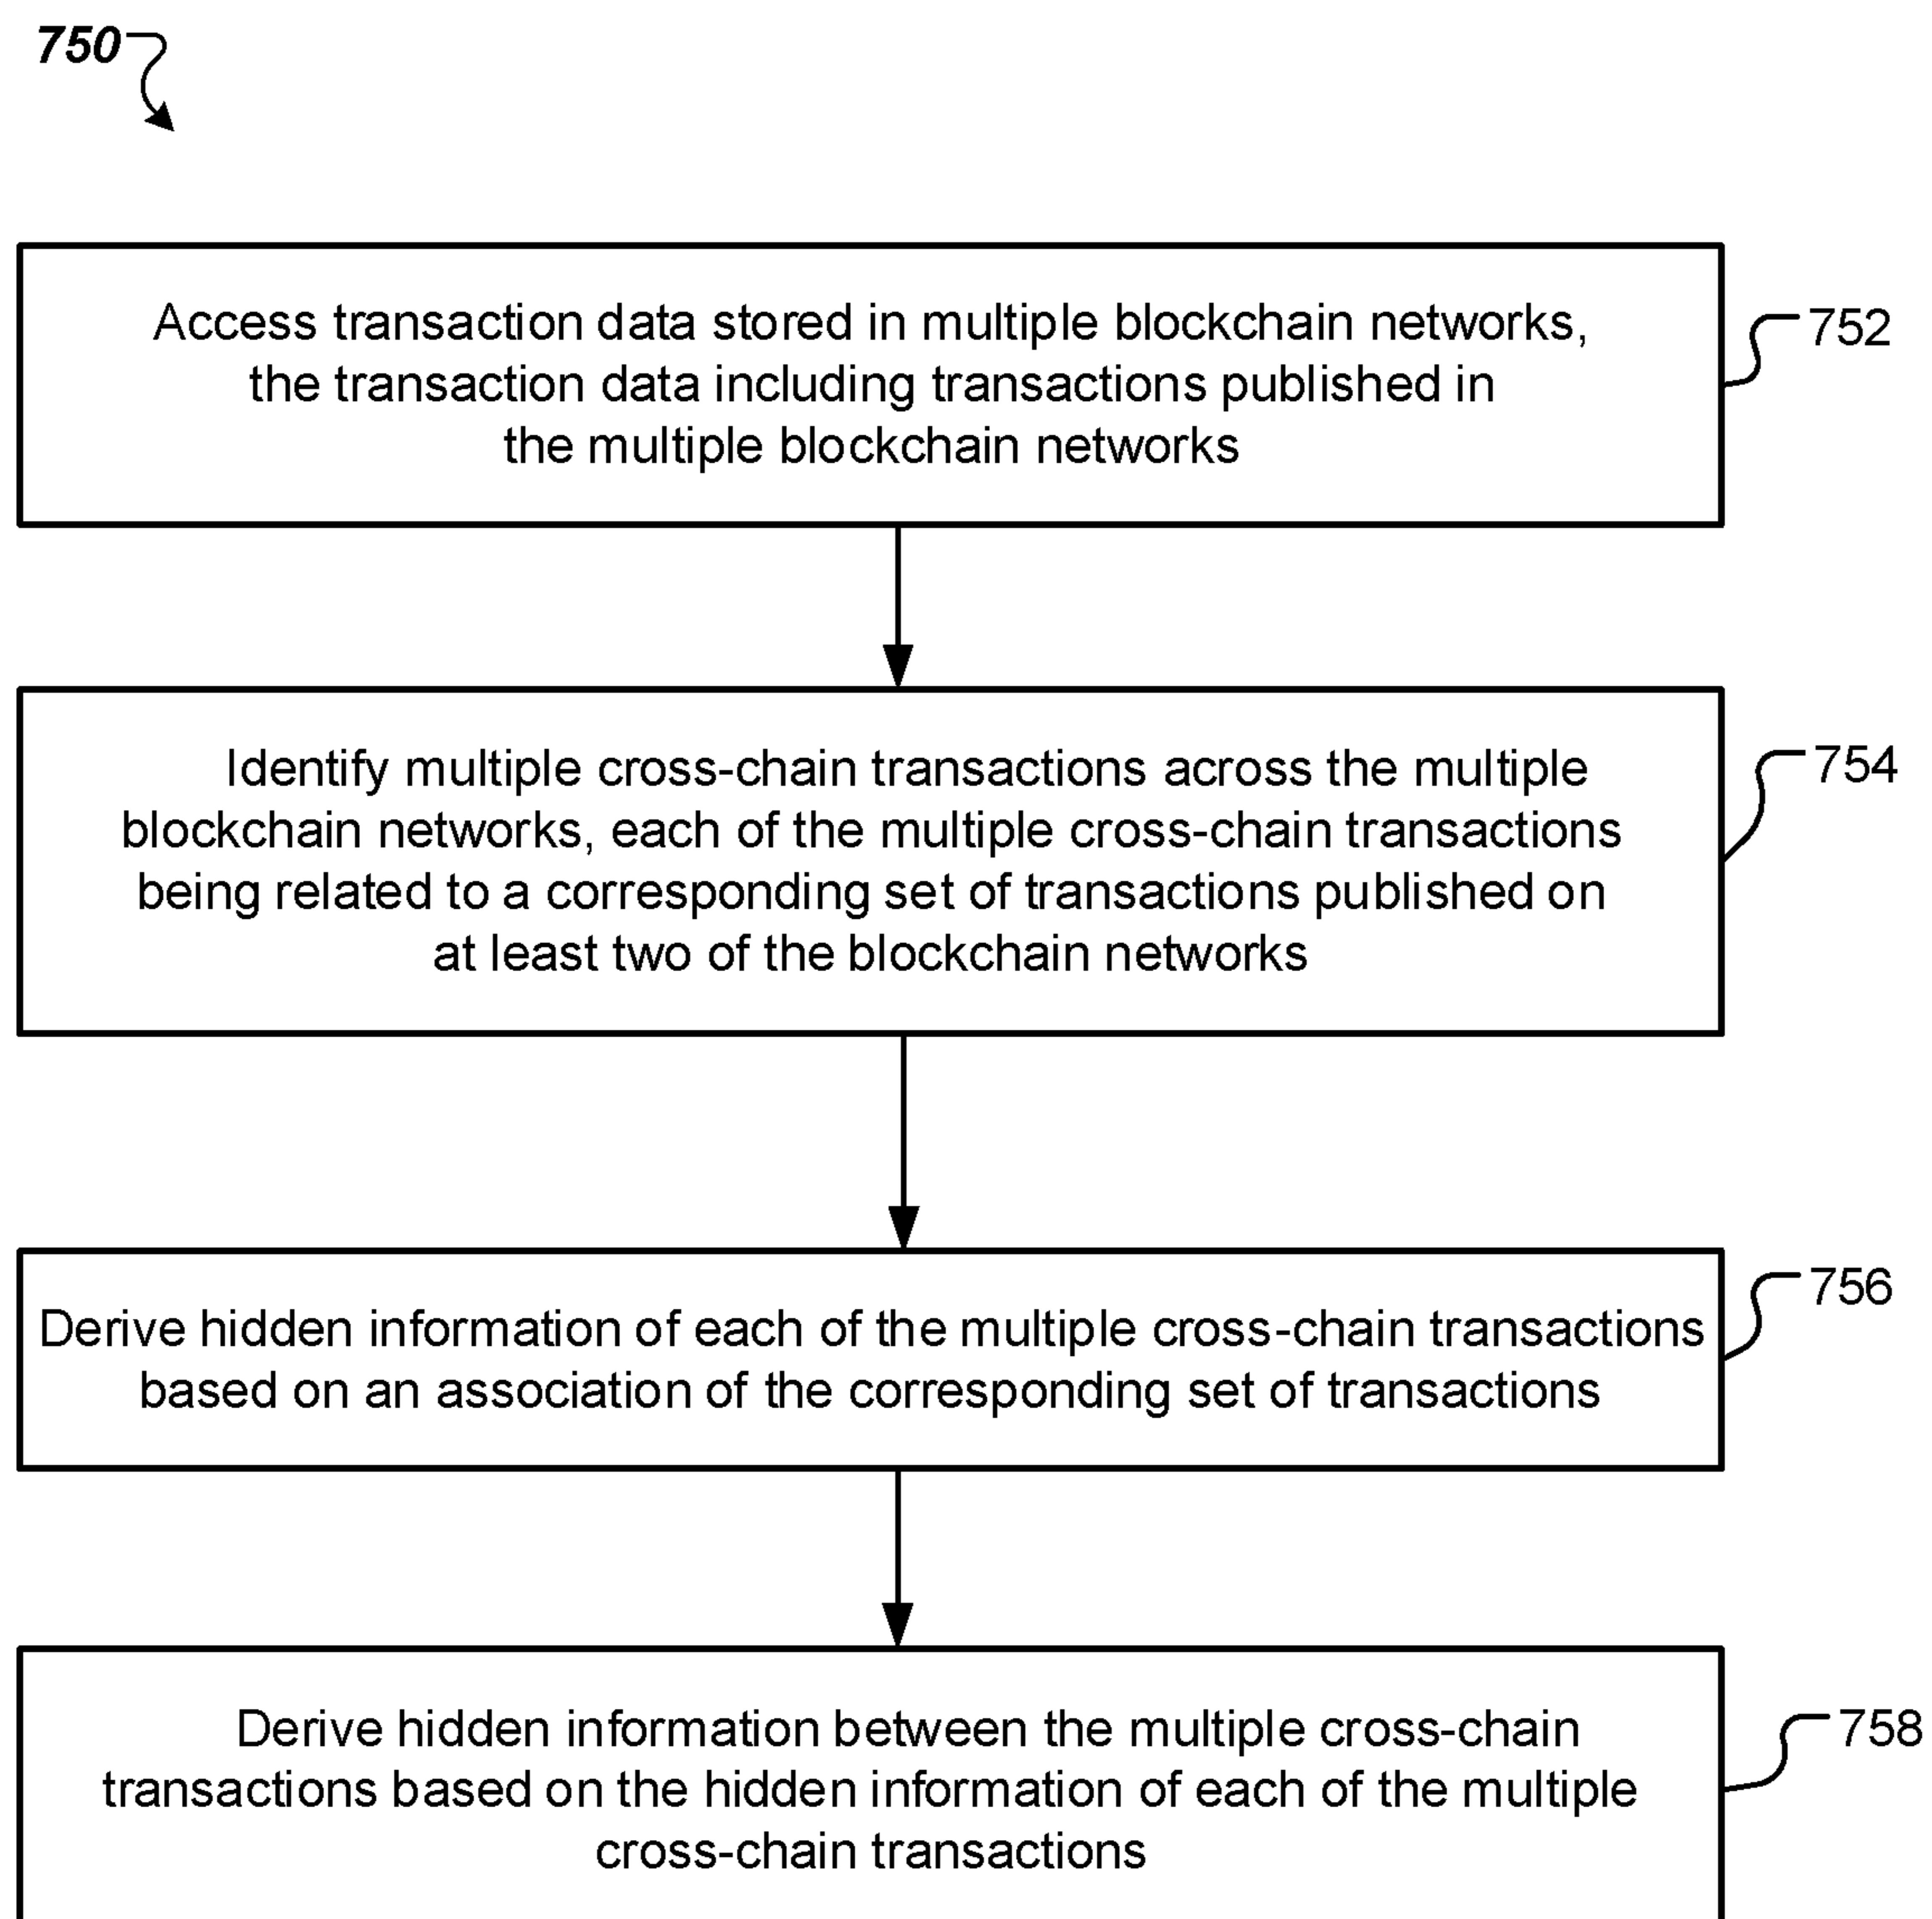 750
Access transaction data stored in multiple blockchain networks,
the transaction data including transactions published in
the multiple blockchain networks
752
Identify multiple cross-chain transactions across the multiple
blockchain networks, each of the multiple cross-chain transactions
being related to a corresponding set of transactions published on
at least two of the blockchain networks
754
Derive hidden information of each of the multiple cross-chain transactions
based on an association of the corresponding set of transactions
756
Derive hidden information between the multiple cross-chain
transactions based on the hidden information of each of the multiple
cross-chain transactions
758